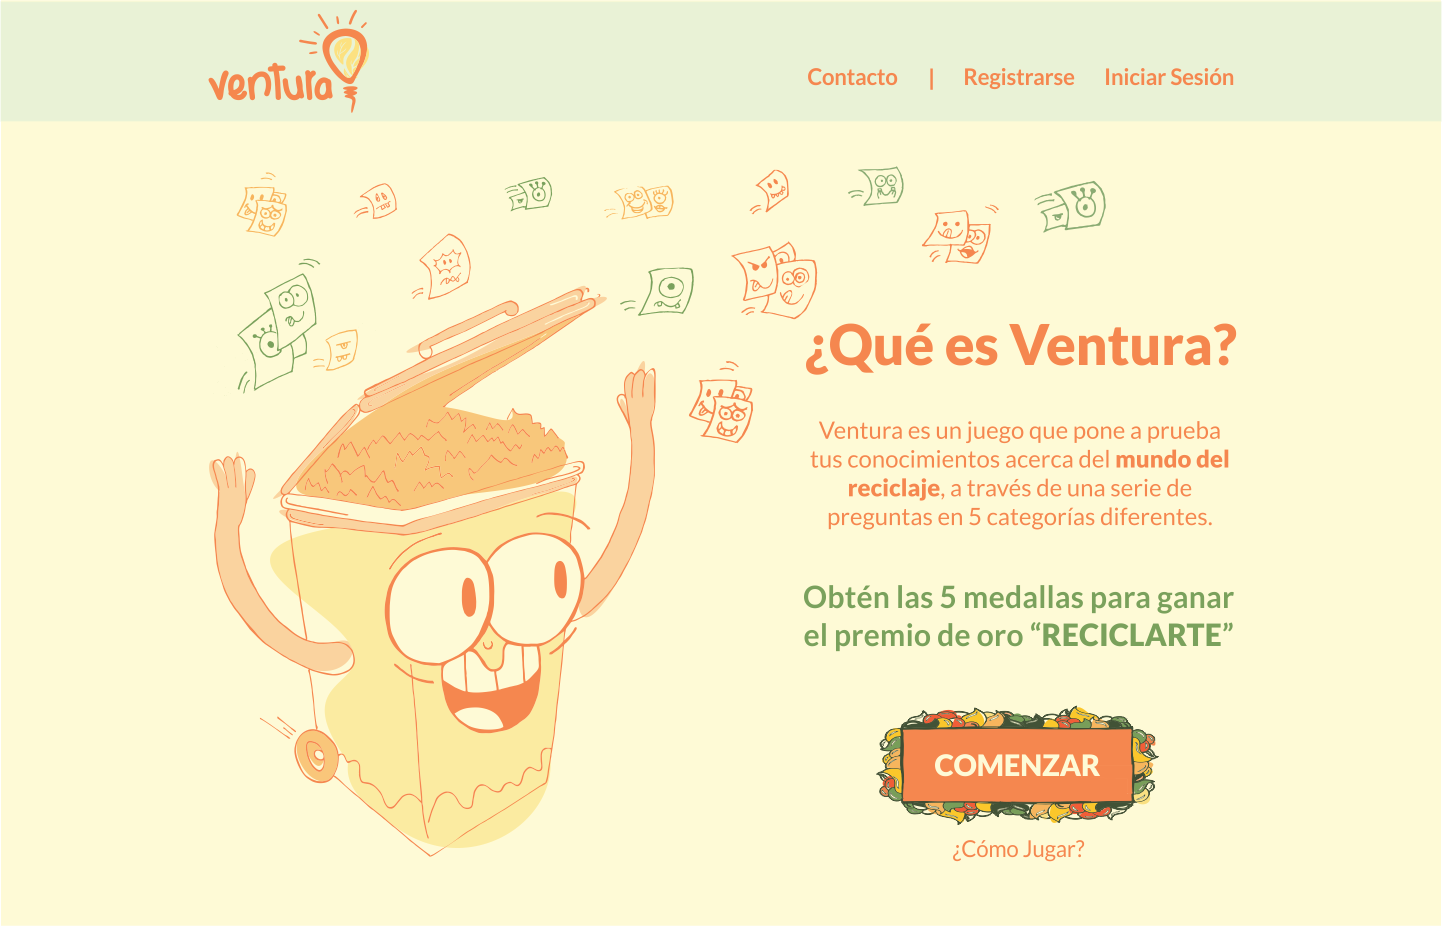 ventura
Contacto | Registrarse Iniciar Sesión
¿Qué es Ventura?
Ventura es un juego que pone a prueba
tus conocimientos acerca del mundo del
reciclaje, a través de una serie de
preguntas en 5 categorías diferentes.
Obtén las 5 medallas para ganar
el premio de oro “RECICLARTE”
COMENZAR
¿Cómo Jugar?